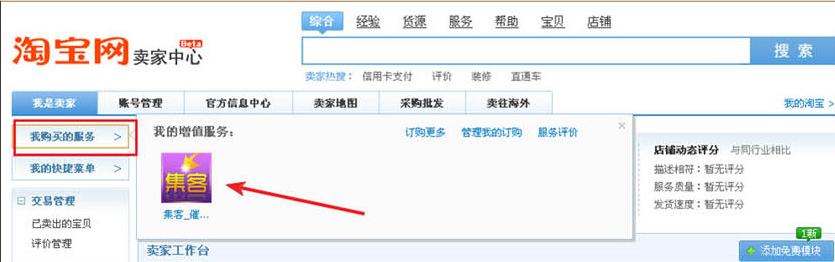 综合 经验 货源 服务 帮助 宝贝 店铺
淘宝网 卖家中心 Beta
搜 索
卖家热搜： 信用卡支付 评价 装修 直通车
我是卖家 账号管理 官方信息中心 卖家地图 采购批发 卖往海外 我的淘宝 >
我购买的服务 >
我的增值服务： 订购更多 管理我的订购 服务评价 ×
店铺动态评分 与同行业相比
我的快捷菜单 >
集客
描述相符：暂无评分
服务质量：暂无评分
交易管理
发货速度：暂无评分
集客_催...
已卖出的宝贝
评价管理
1新
卖家工作台
添加免费模块